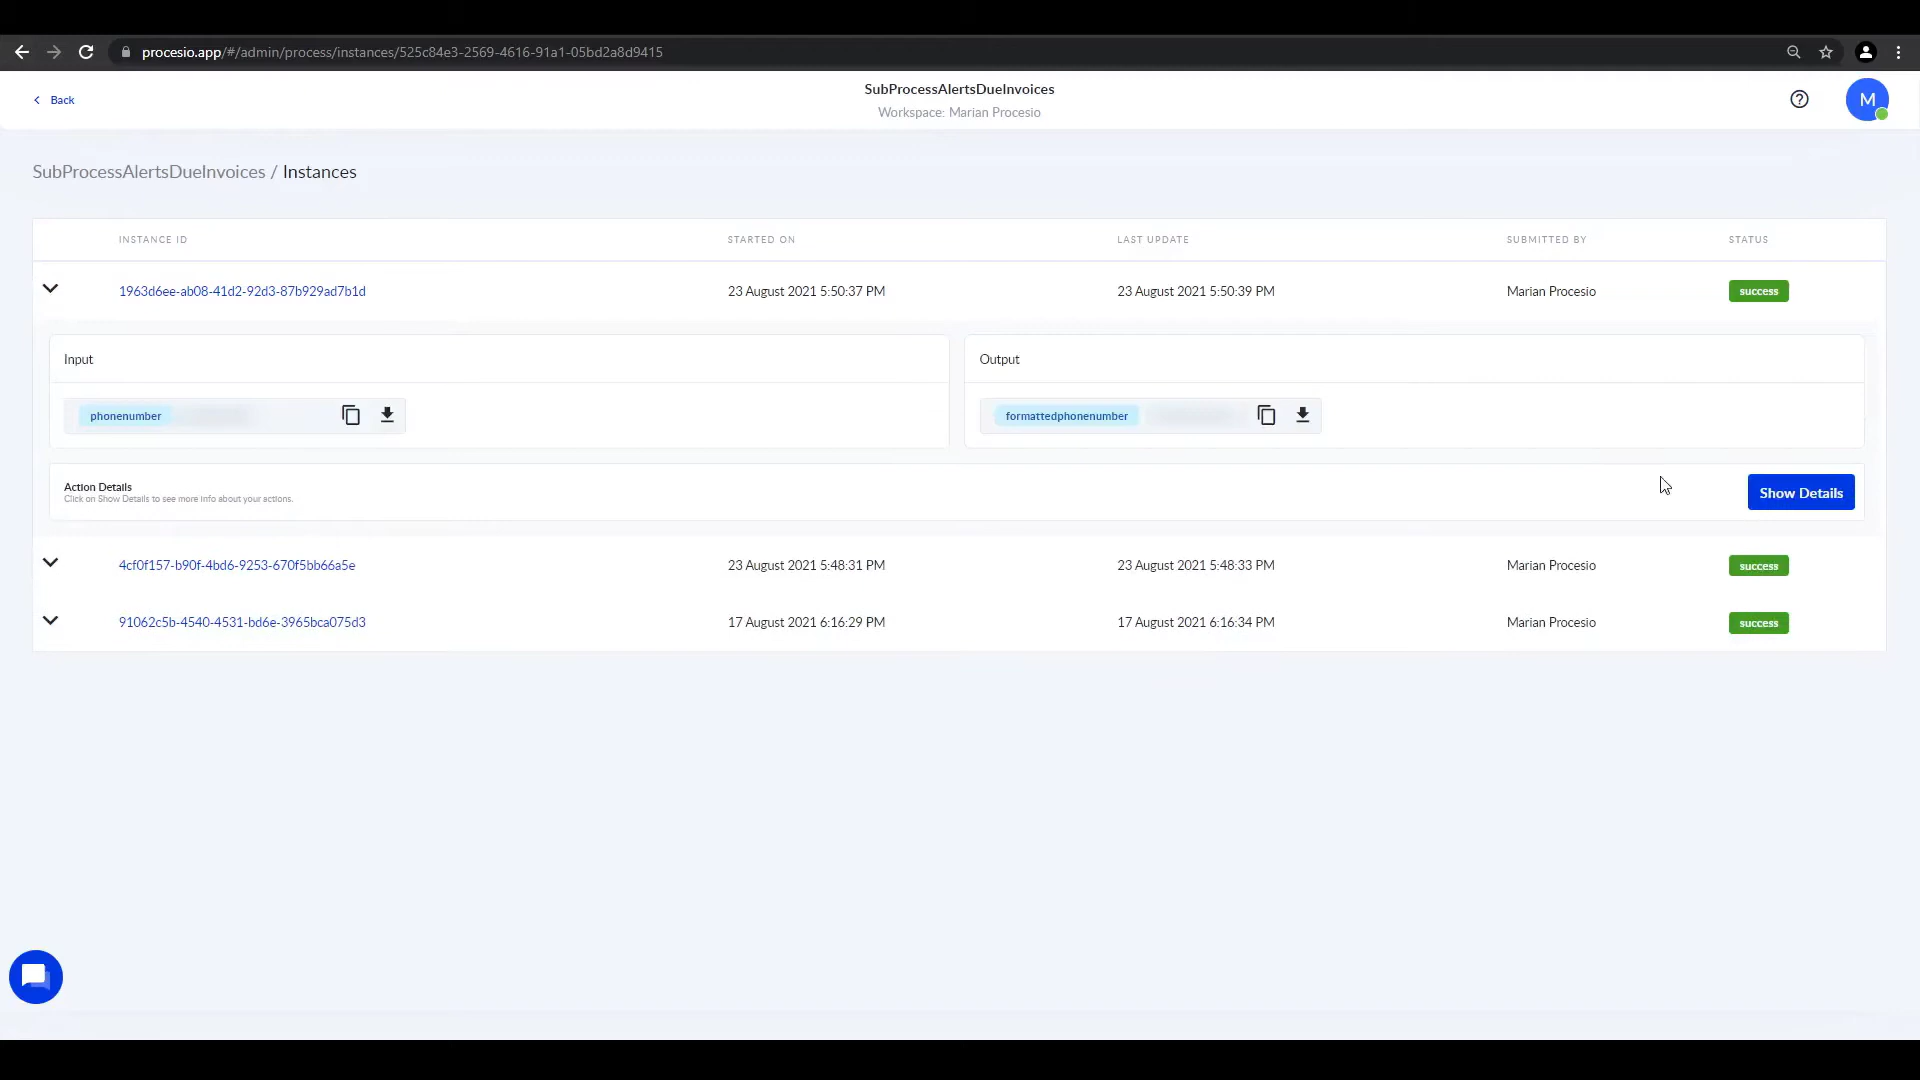 procesio.app/#/admin/process/instances/525c84e3-2569-4616-91a1-05bd2a8d9415
Back
SubProcessAlertsDueInvoices
Workspace: Marian Procesio
M
SubProcessAlertsDueInvoices / Instances
INSTANCE ID STARTED ON LAST UPDATE SUBMITTED BY STATUS
1963d6ee-ab08-41d2-92d3-87b929ad7b1d 23 August 2021 5:50:37 PM 23 August 2021 5:50:39 PM Marian Procesio success
Input Output
phonenumber formattedphonenumber
Action Details
Click on Show Details to see more info about your actions.
Show Details
4cf0f157-b90f-4bd6-9253-670f5bb66a5e 23 August 2021 5:48:31 PM 23 August 2021 5:48:33 PM Marian Procesio success
91062c5b-4540-4531-bd6e-3965bca075d3 17 August 2021 6:16:29 PM 17 August 2021 6:16:34 PM Marian Procesio success